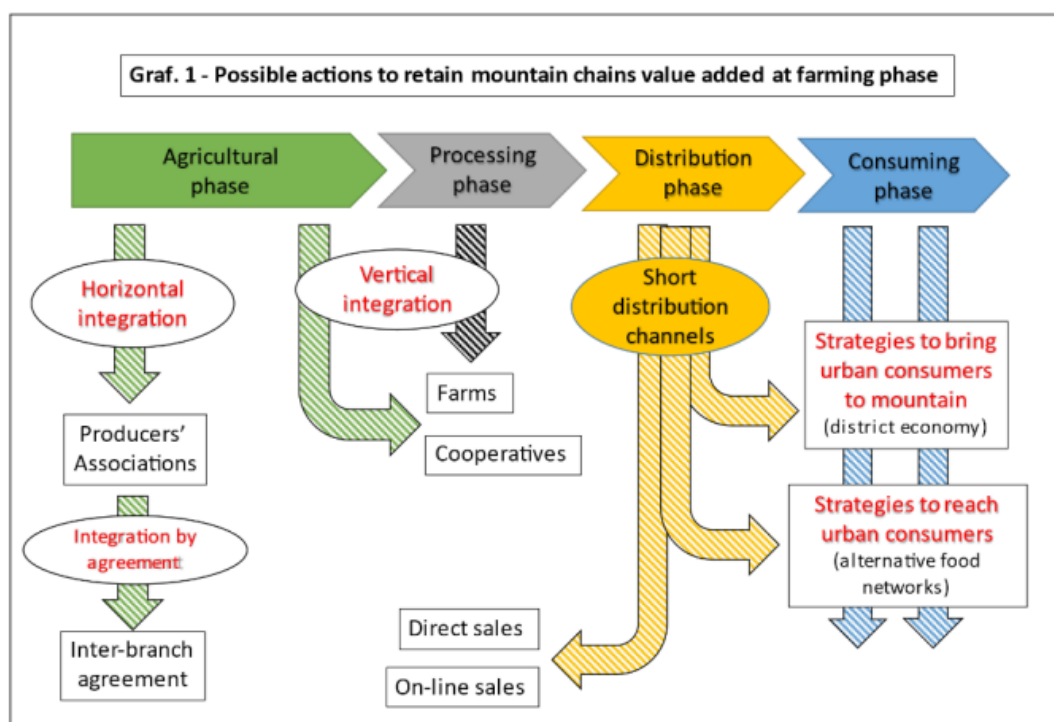 Graf. 1 - Possible actions to retain mountain chains value added at farming phase
Agricultural
phase
Processing
phase
Distribution
phase
Consuming
phase
Horizontal
integration
Vertical
integration
Short
distribution
channels
Strategies to bring
urban consumers
to mountain
(district economy)
Farms
Cooperatives
Producers’
Associations
Strategies to reach
urban consumers
(alternative food
networks)
Integration by
agreement
Direct sales
On-line sales
Inter-branch
agreement